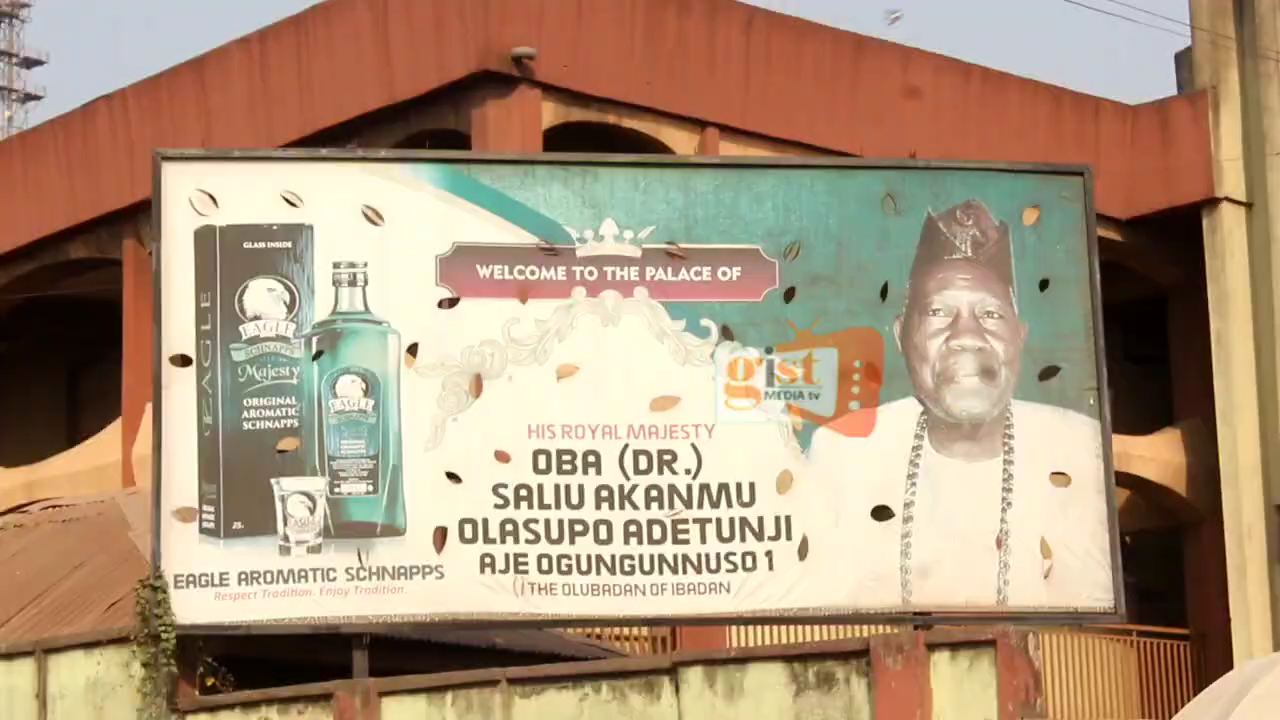 GLASS INSIDE
EAGLE
EAGLE
SCHNAPPS
Majesty
ORIGINAL
AROMATIC
SCHNAPPS
EAGLE
EAGLE AROMATIC SCHNAPPS
Respect Tradition. Enjoy Tradition.
WELCOME TO THE PALACE OF
HIS ROYAL MAJESTY
OBA (DR.)
SALIU AKANMU
OLASUPO ADETUNJI
AJE OGUNGUNNUSO 1
THE OLUBADAN OF IBADAN
gist
MEDIA tv